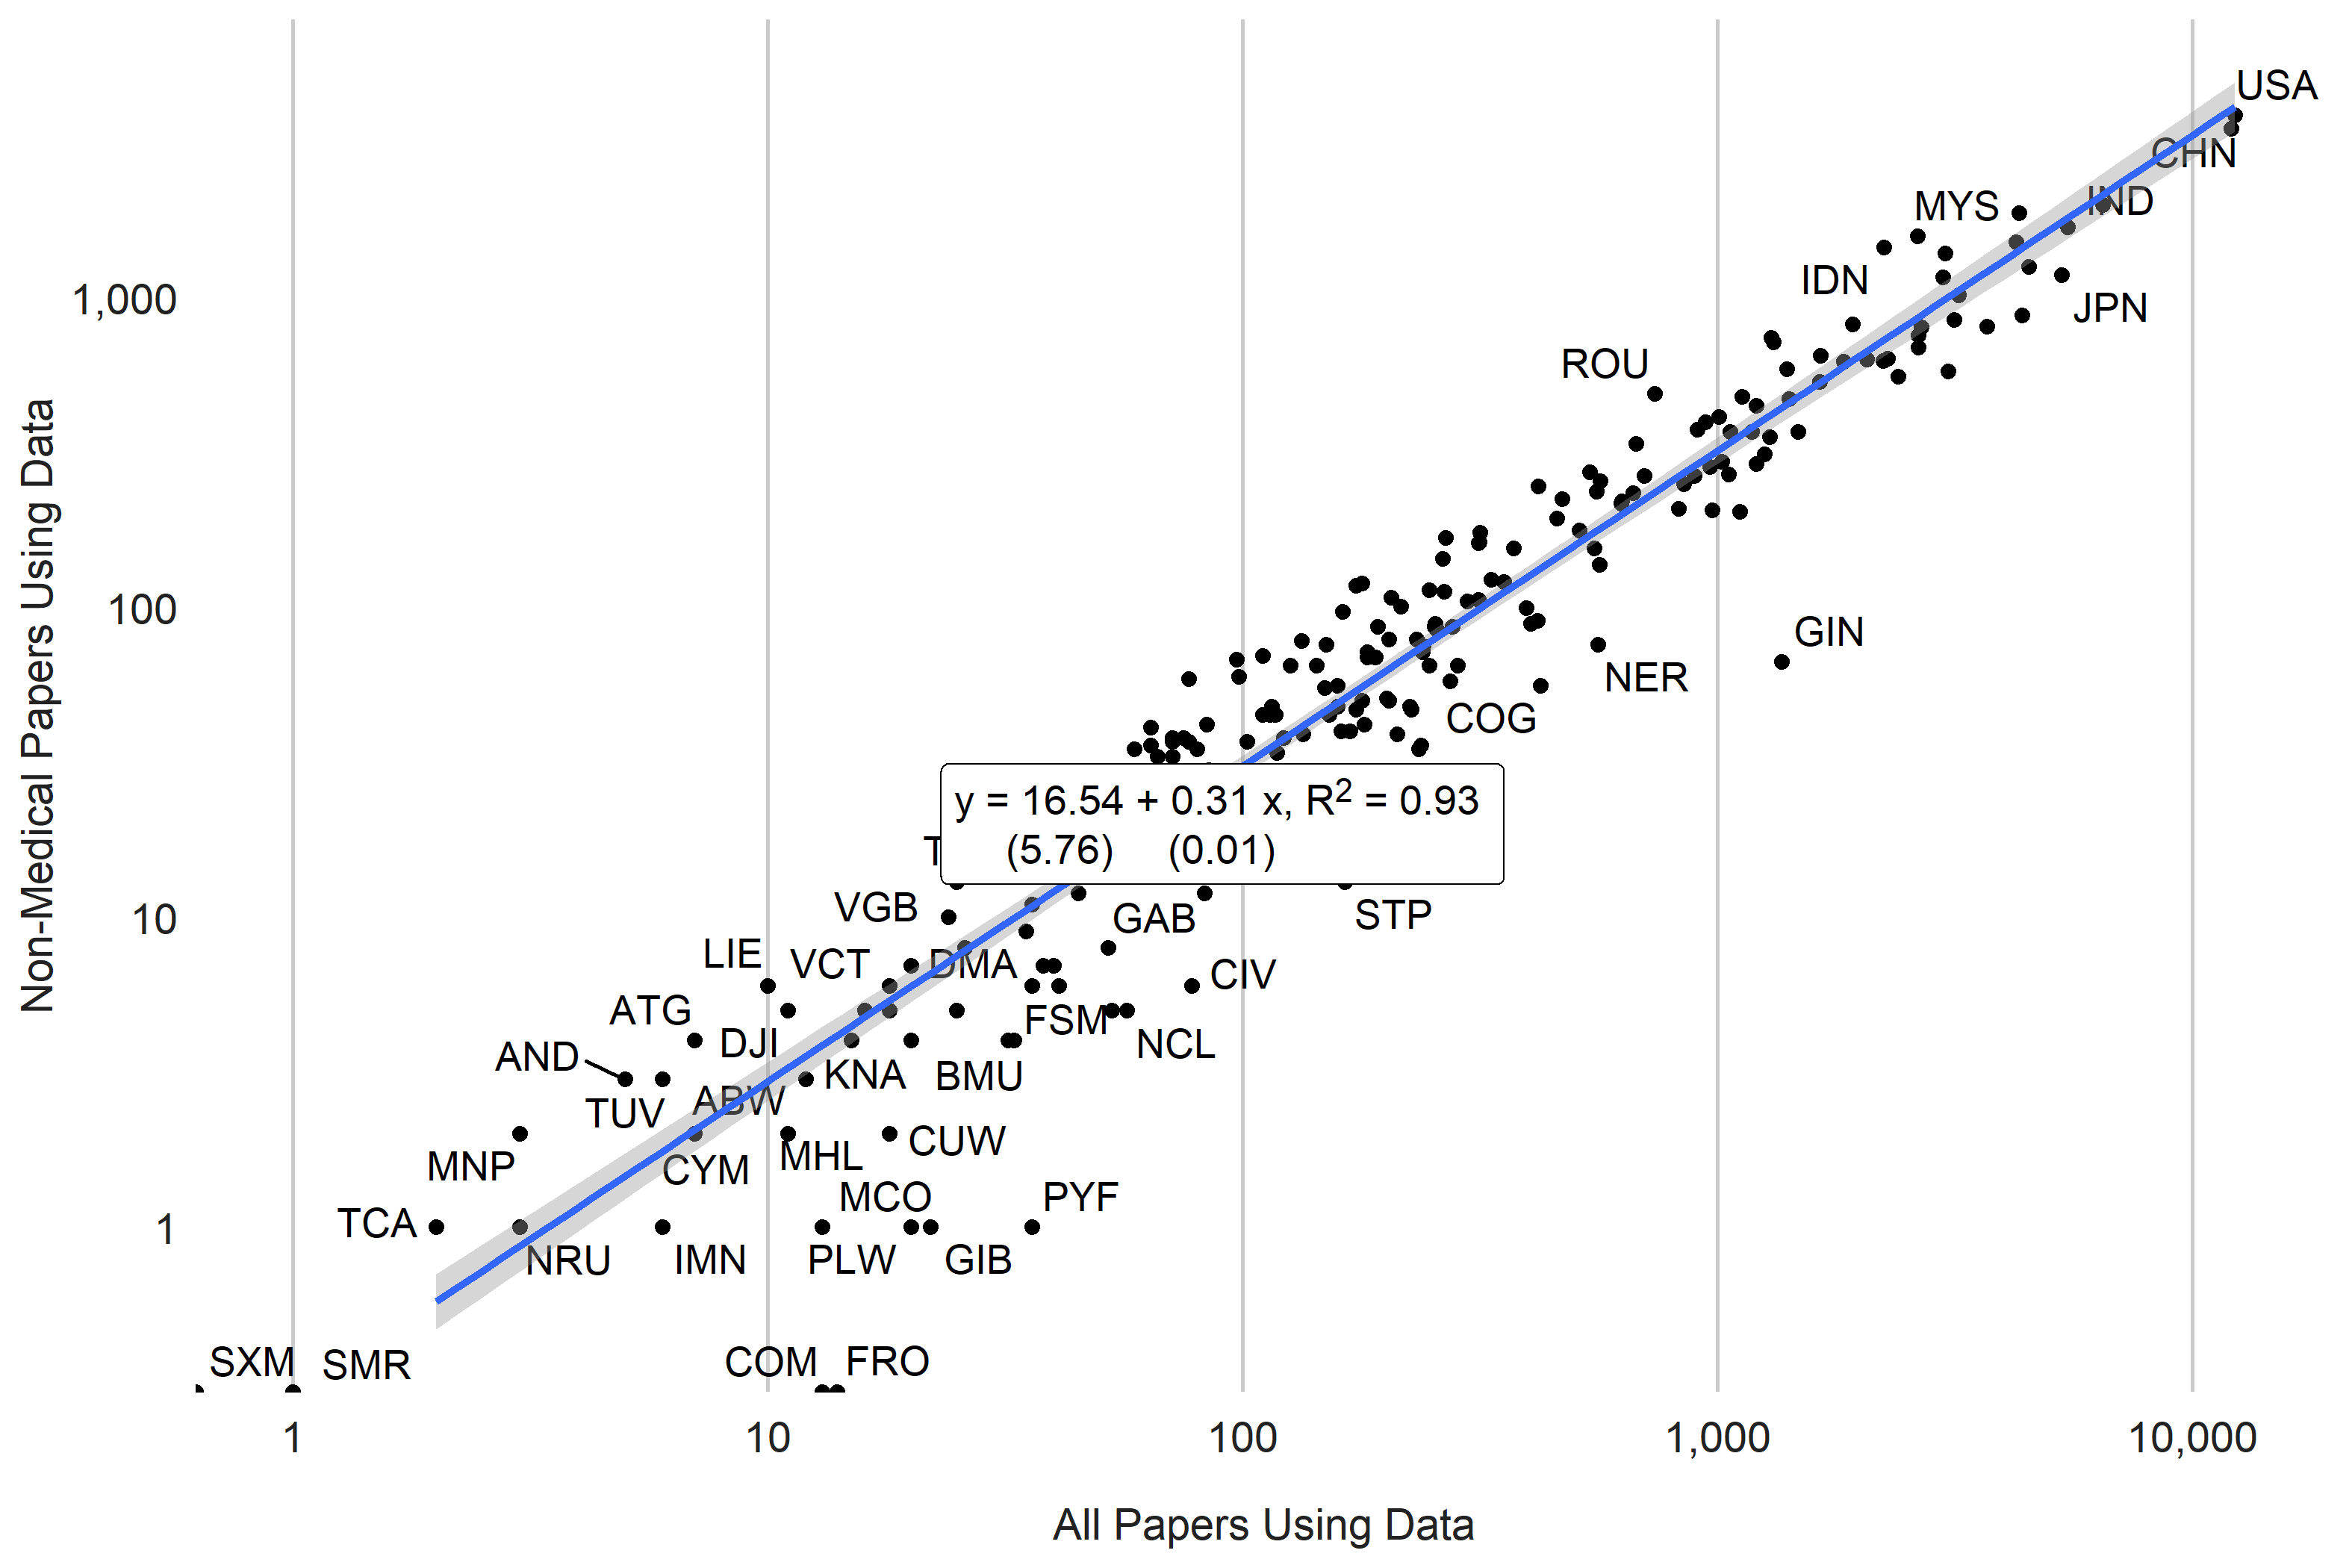 USA
CHN
MYS
IND
IDN
JPN
1,000
ROU
Non-Medical Papers Using Data
100
GIN
NER
COG
y = 16.54 + 0.31 x, R² = 0.93
(5.76) (0.01)
VGB
10
GAB
STP
LIE
VCT
DMA
CIV
ATG
FSM
DJI
NCL
AND
KNA
BMU
ABW
TUV
CUW
MHL
MNP
CYM
MCO
PYF
TCA
1
NRU
IMN
PLW
GIB
SXM
SMR
COM
FRO
1
10
100
1,000
10,000
All Papers Using Data